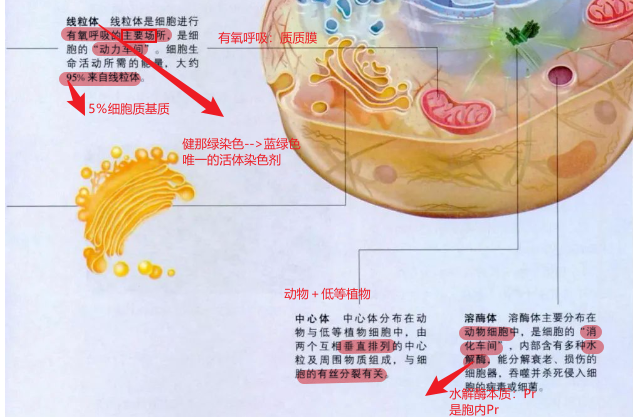 线粒体 线粒体是细胞进行
有氧呼吸的主要场所，是细
胞的“动力车间”。细胞生
命活动所需的能量，大约
95%来自线粒体。
有氧呼吸：质质膜
5%细胞质基质
健那绿染色-->蓝绿色
唯一的活体染色剂
动物＋低等植物
中心体 中心体分布在动
物与低等植物细胞中，由
两个互相垂直排列的中心
粒及周围物质组成，与细
胞的有丝分裂有关。
溶酶体 溶酶体主要分布在
动物细胞中，是细胞的“消
化车间”，内部含有多种水
解酶，能分解衰老、损伤的
细胞器，吞噬并杀死侵入细
胞的病毒或细菌。
水解酶本质：Pr
是胞内Pr